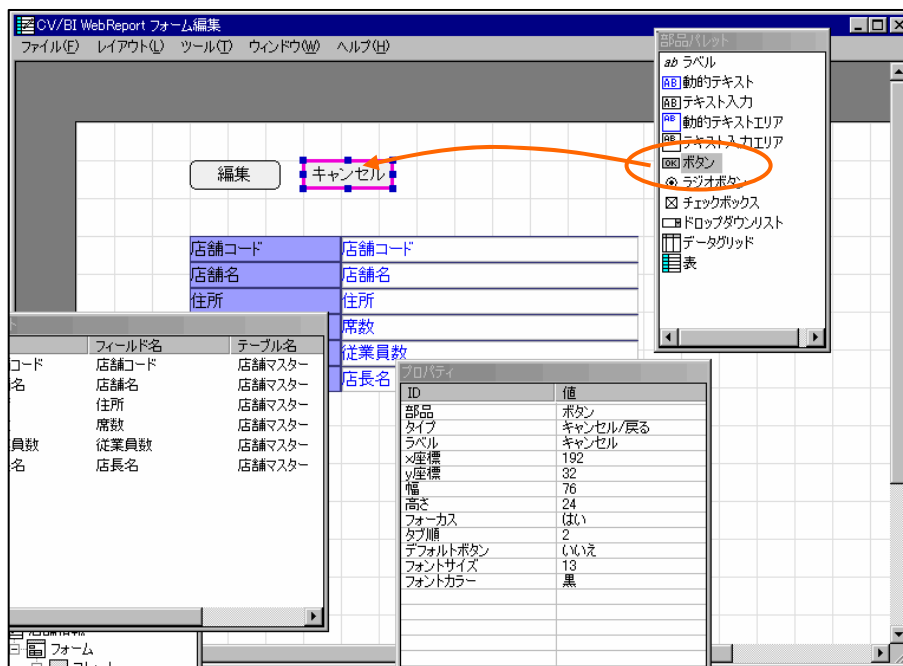 CV/BI WebReport フォーム編集
ファイル(F) レイアウト(L) ツール(T) ウィンドウ(W) ヘルプ(H)
部品パレット
ab ラベル
AB 動的テキスト
AB テキスト入力
AB 動的テキストエリア
AB テキスト入力エリア
OK ボタン
ラジオボタン
チェックボックス
ドロップダウンリスト
データグリッド
表
編集 キャンセル
店舗コード 店舗コード
店舗名 店舗名
住所 住所
席数
従業員数
店長名
フィールド名 テーブル名
コード 店舗コード 店舗マスター
名 店舗名 店舗マスター
住所 店舗マスター
席数 店舗マスター
員数 従業員数 店舗マスター
名 店長名 店舗マスター
プロパティ
ID 値
部品 ボタン
タイプ キャンセル/戻る
ラベル キャンセル
x座標 192
y座標 32
幅 76
高さ 24
フォーカス はい
タブ順 2
デフォルトボタン いいえ
フォントサイズ 13
フォントカラー 黒
フォーム